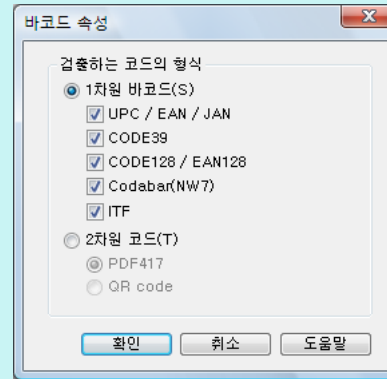 바코드 속성
검출하는 코드의 형식
1차원 바코드(S)
UPC / EAN / JAN
CODE39
CODE128 / EAN128
Codabar(NW7)
ITF
2차원 코드(T)
PDF417
QR code
확인 취소 도움말